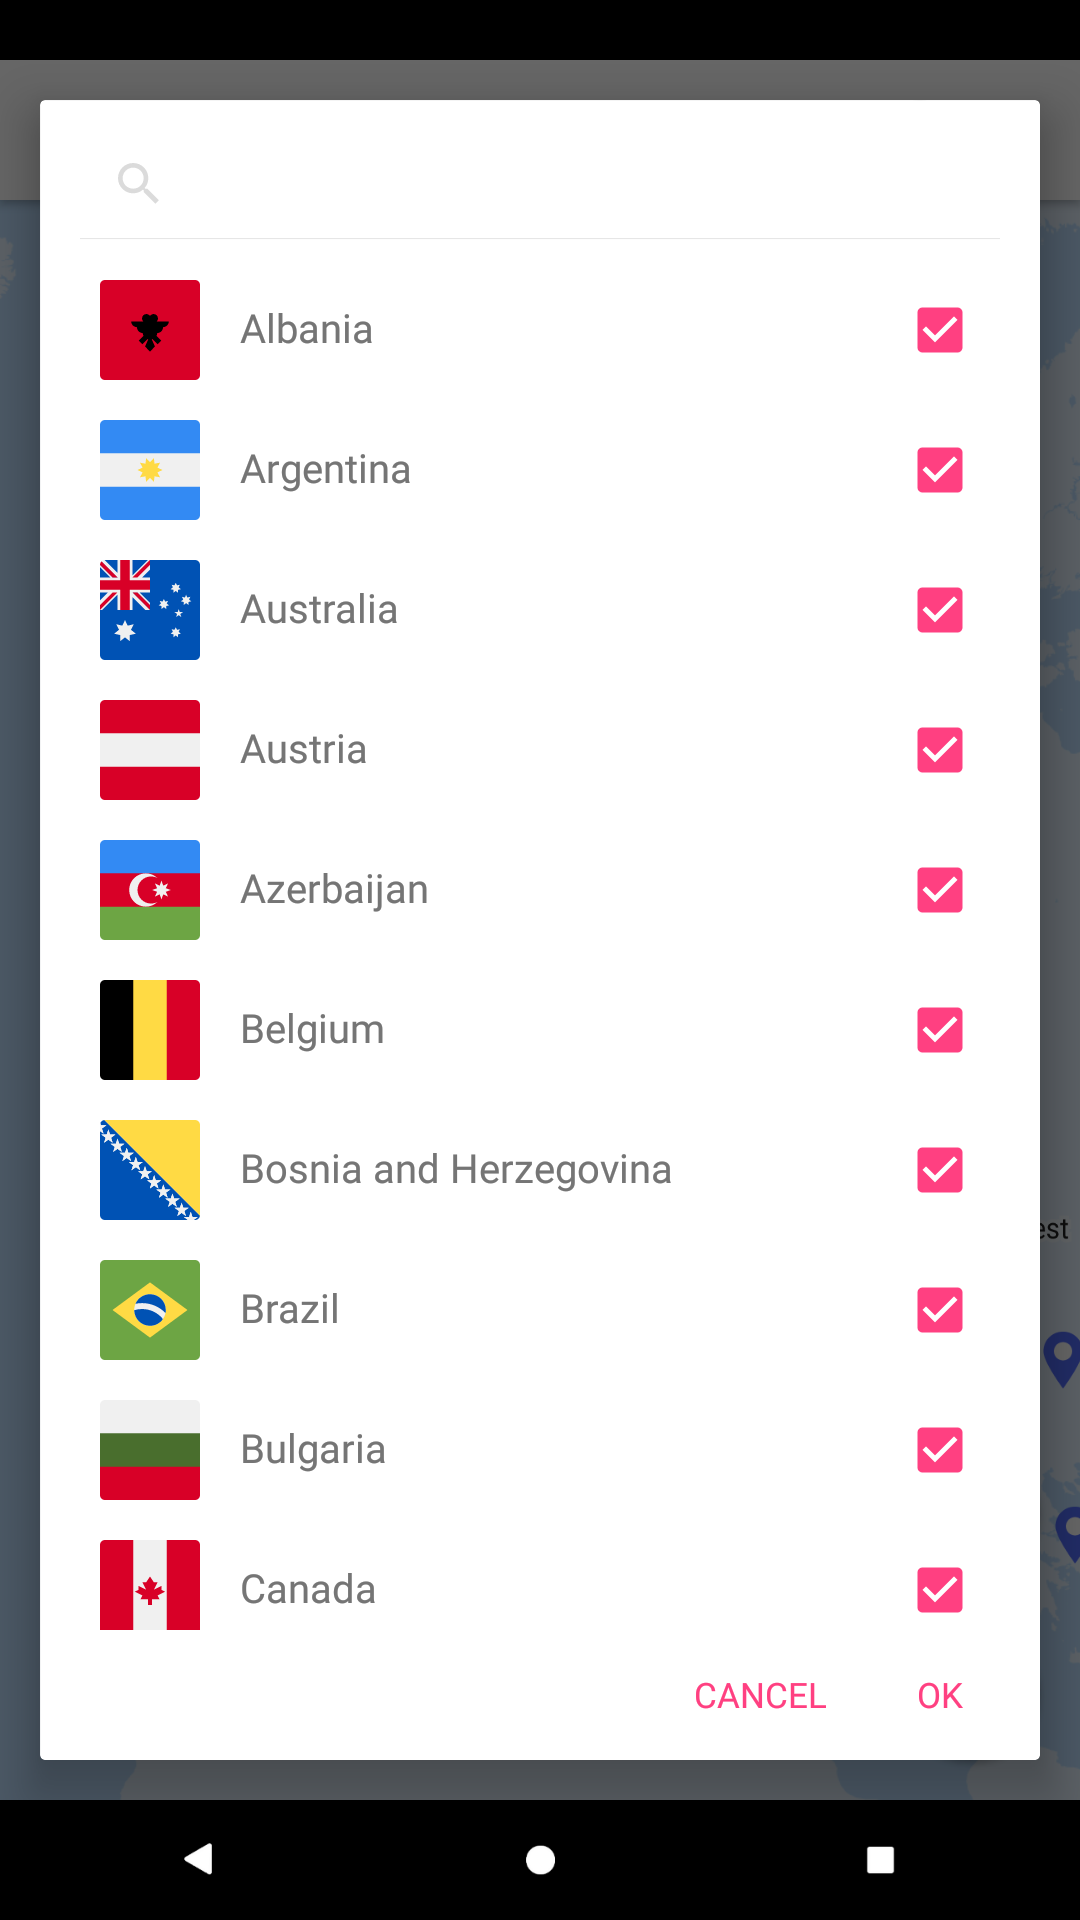 Albania
Argentina
Australia
Austria
Azerbaijan
Belgium
Bosnia and Herzegovina
Brazil
est
Bulgaria
Canada
CANCEL OK